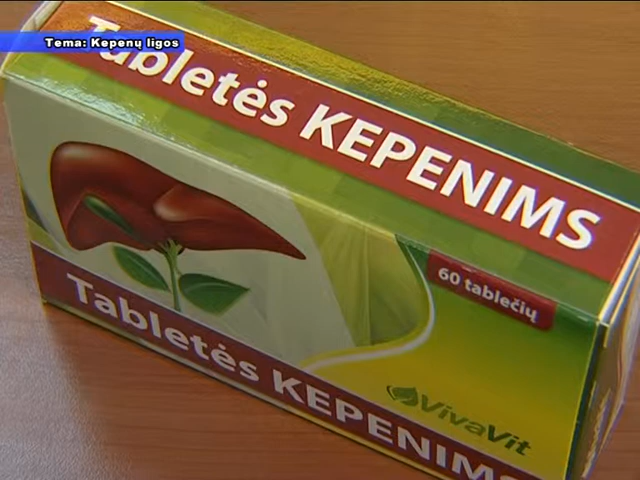 Tema: Kepenų ligos
Tabletės KEPENIMS
60 tablečių
Tabletės KEPENIMS
VivaVit